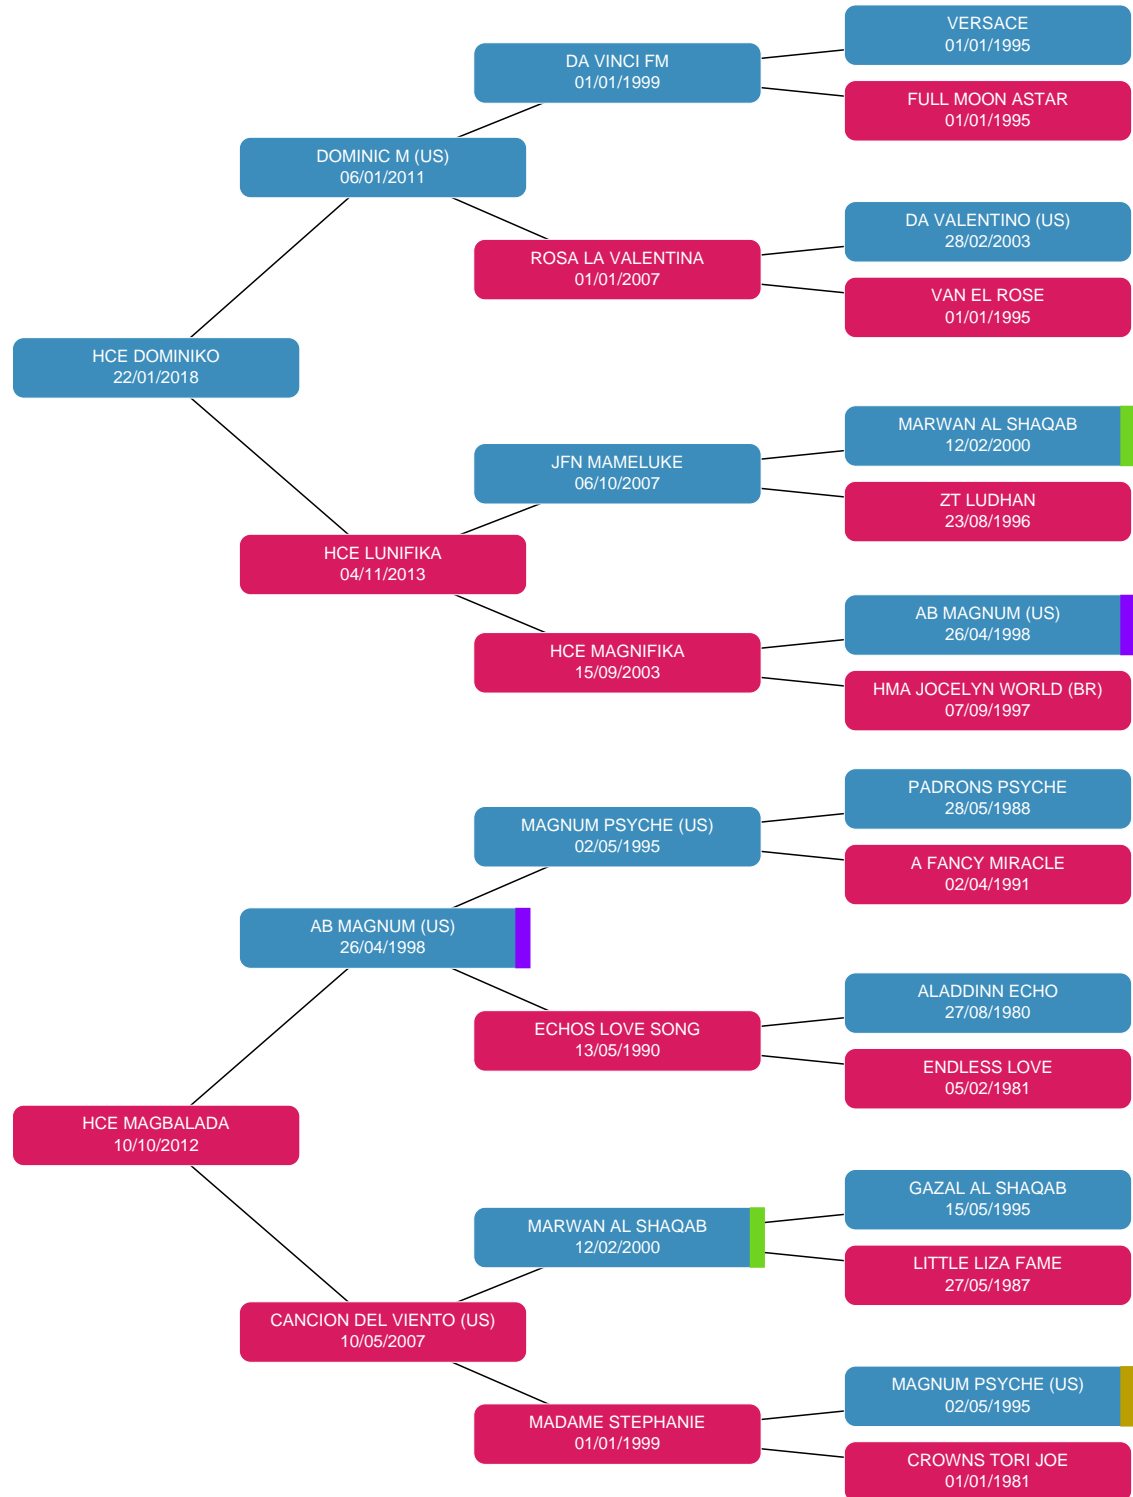 VERSACE
01/01/1995
DA VINCI FM
01/01/1999
FULL MOON ASTAR
01/01/1995
DOMINIC M (US)
06/01/2011
DA VALENTINO (US)
28/02/2003
ROSA LA VALENTINA
01/01/2007
VAN EL ROSE
01/01/1995
HCE DOMINIKO
22/01/2018
MARWAN AL SHAQAB
12/02/2000
JFN MAMELUKE
06/10/2007
ZT LUDHAN
23/08/1996
HCE LUNIFIKA
04/11/2013
AB MAGNUM (US)
26/04/1998
HCE MAGNIFIKA
15/09/2003
HMA JOCELYN WORLD (BR)
07/09/1997
PADRONS PSYCHE
28/05/1988
MAGNUM PSYCHE (US)
02/05/1995
A FANCY MIRACLE
02/04/1991
AB MAGNUM (US)
26/04/1998
ALADDINN ECHO
27/08/1980
ECHOS LOVE SONG
13/05/1990
ENDLESS LOVE
05/02/1981
HCE MAGBALADA
10/10/2012
GAZAL AL SHAQAB
15/05/1995
MARWAN AL SHAQAB
12/02/2000
LITTLE LIZA FAME
27/05/1987
CANCION DEL VIENTO (US)
10/05/2007
MAGNUM PSYCHE (US)
02/05/1995
MADAME STEPHANIE
01/01/1999
CROWNS TORI JOE
01/01/1981